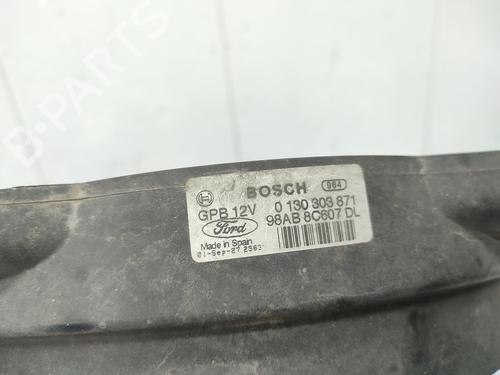 B-PARTS
BOSCH 964
GPB 12V 0 130 303 871
Ford 98AB 8C607 DL
Made in Spain